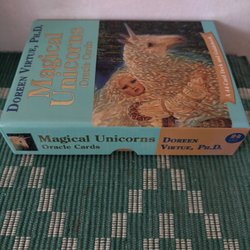 DOREEN VIRTUE, PH.D.
Magical
Unicorns
Oracle Cards
Magical Unicorns
Oracle Cards
DOREEN
VIRTUE, PH.D.